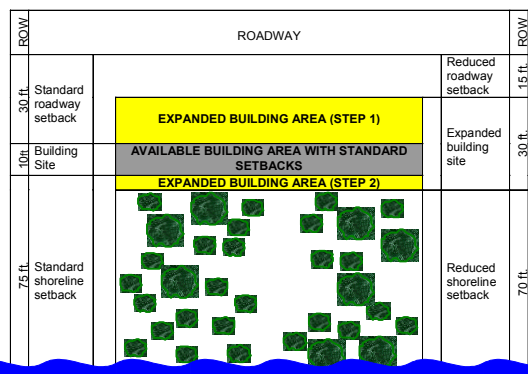 ROW
ROADWAY
ROW
30 ft.
Standard
roadway
setback
10ft
Building
Site
75 ft.
Standard
shoreline
setback
EXPANDED BUILDING AREA (STEP 1)
AVAILABLE BUILDING AREA WITH STANDARD
SETBACKS
EXPANDED BUILDING AREA (STEP 2)
Reduced
roadway
setback
15 ft.
Expanded
building
site
30 ft.
Reduced
shoreline
setback
70 ft.